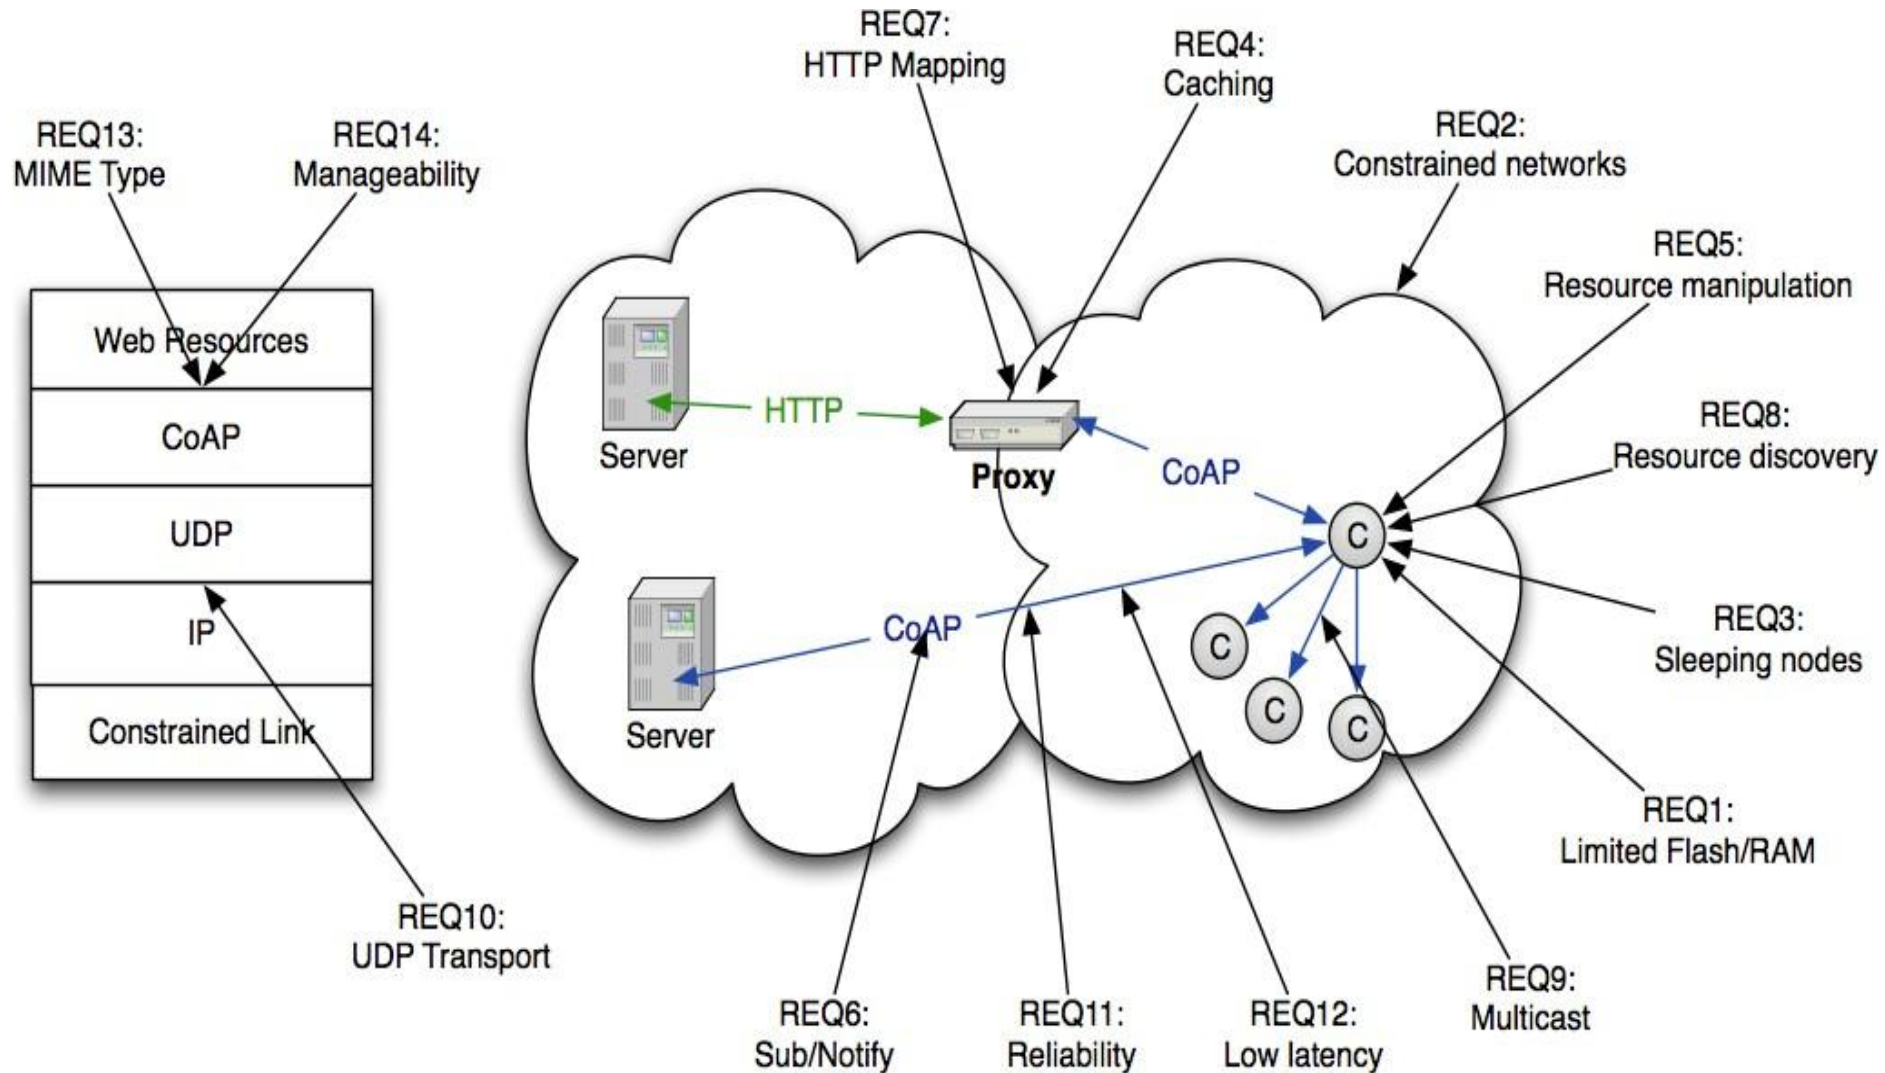 REQ7:
HTTP Mapping
REQ4:
Caching
REQ2:
Constrained networks
REQ13:
MIME Type
REQ14:
Manageability
REQ5:
Resource manipulation
Web Resources
CoAP
UDP
IP
Constrained Link
HTTP
Server
Proxy
CoAP
REQ8:
Resource discovery
C
CoAP
Server
C
C
C
REQ3:
Sleeping nodes
REQ1:
Limited Flash/RAM
REQ10:
UDP Transport
REQ6:
Sub/Notify
REQ11:
Reliability
REQ12:
Low latency
REQ9:
Multicast